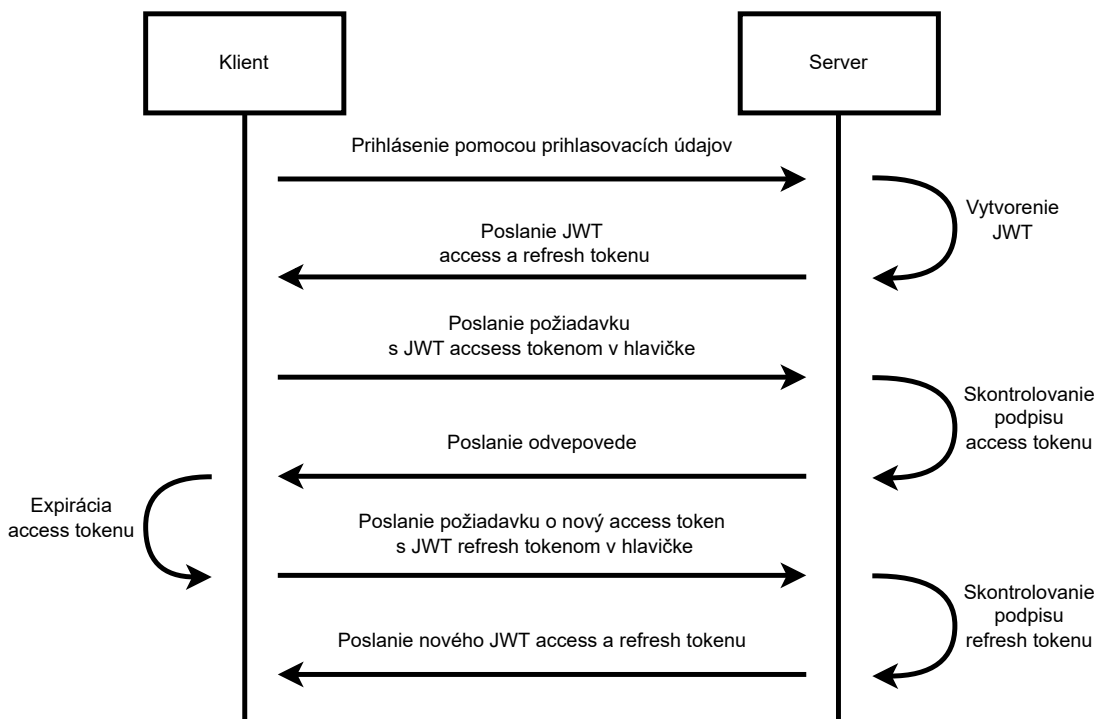 Klient
Server
Prihlásenie pomocou prihlasovacích údajov
Vytvorenie
JWT
Poslanie JWT
access a refresh tokenu
Poslanie požiadavku
s JWT accsess tokenom v hlavičke
Skontrolovanie
podpisu
access tokenu
Poslanie odvepovede
Expirácia
access tokenu
Poslanie požiadavku o nový access token
s JWT refresh tokenom v hlavičke
Skontrolovanie
podpisu
refresh tokenu
Poslanie nového JWT access a refresh tokenu